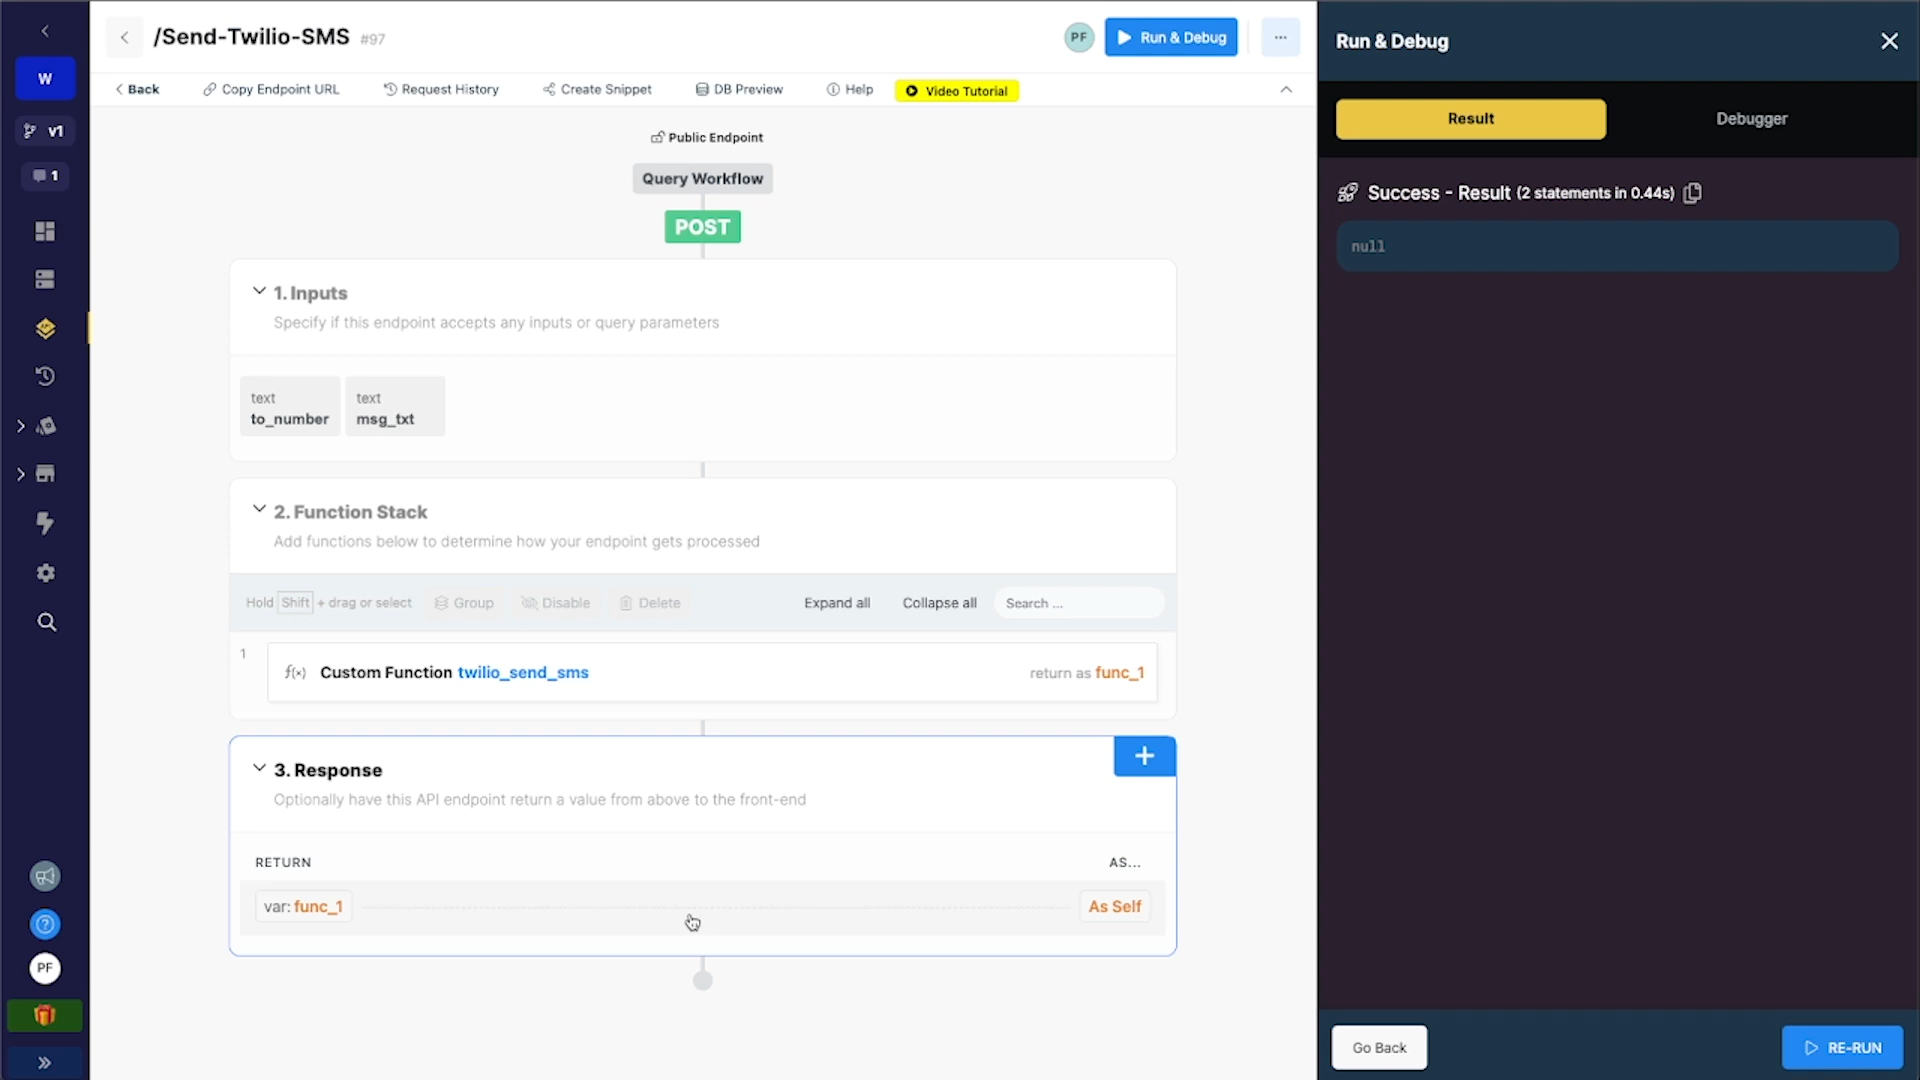 W
v1
1
PF
/Send-Twilio-SMS #97
PF
Run & Debug
...
Back
Copy Endpoint URL
Request History
Create Snippet
DB Preview
Help
Video Tutorial
Public Endpoint
Query Workflow
POST
1. Inputs
Specify if this endpoint accepts any inputs or query parameters
text
to_number
text
msg_txt
2. Function Stack
Add functions below to determine how your endpoint gets processed
Hold Shift + drag or select
Group
Disable
Delete
Expand all
Collapse all
Search ...
1
f(x) Custom Function twilio_send_sms
return as func_1
3. Response
Optionally have this API endpoint return a value from above to the front-end
RETURN
AS...
var: func_1
As Self
Run & Debug
Result
Debugger
Success - Result (2 statements in 0.44s)
null
Go Back
RE-RUN